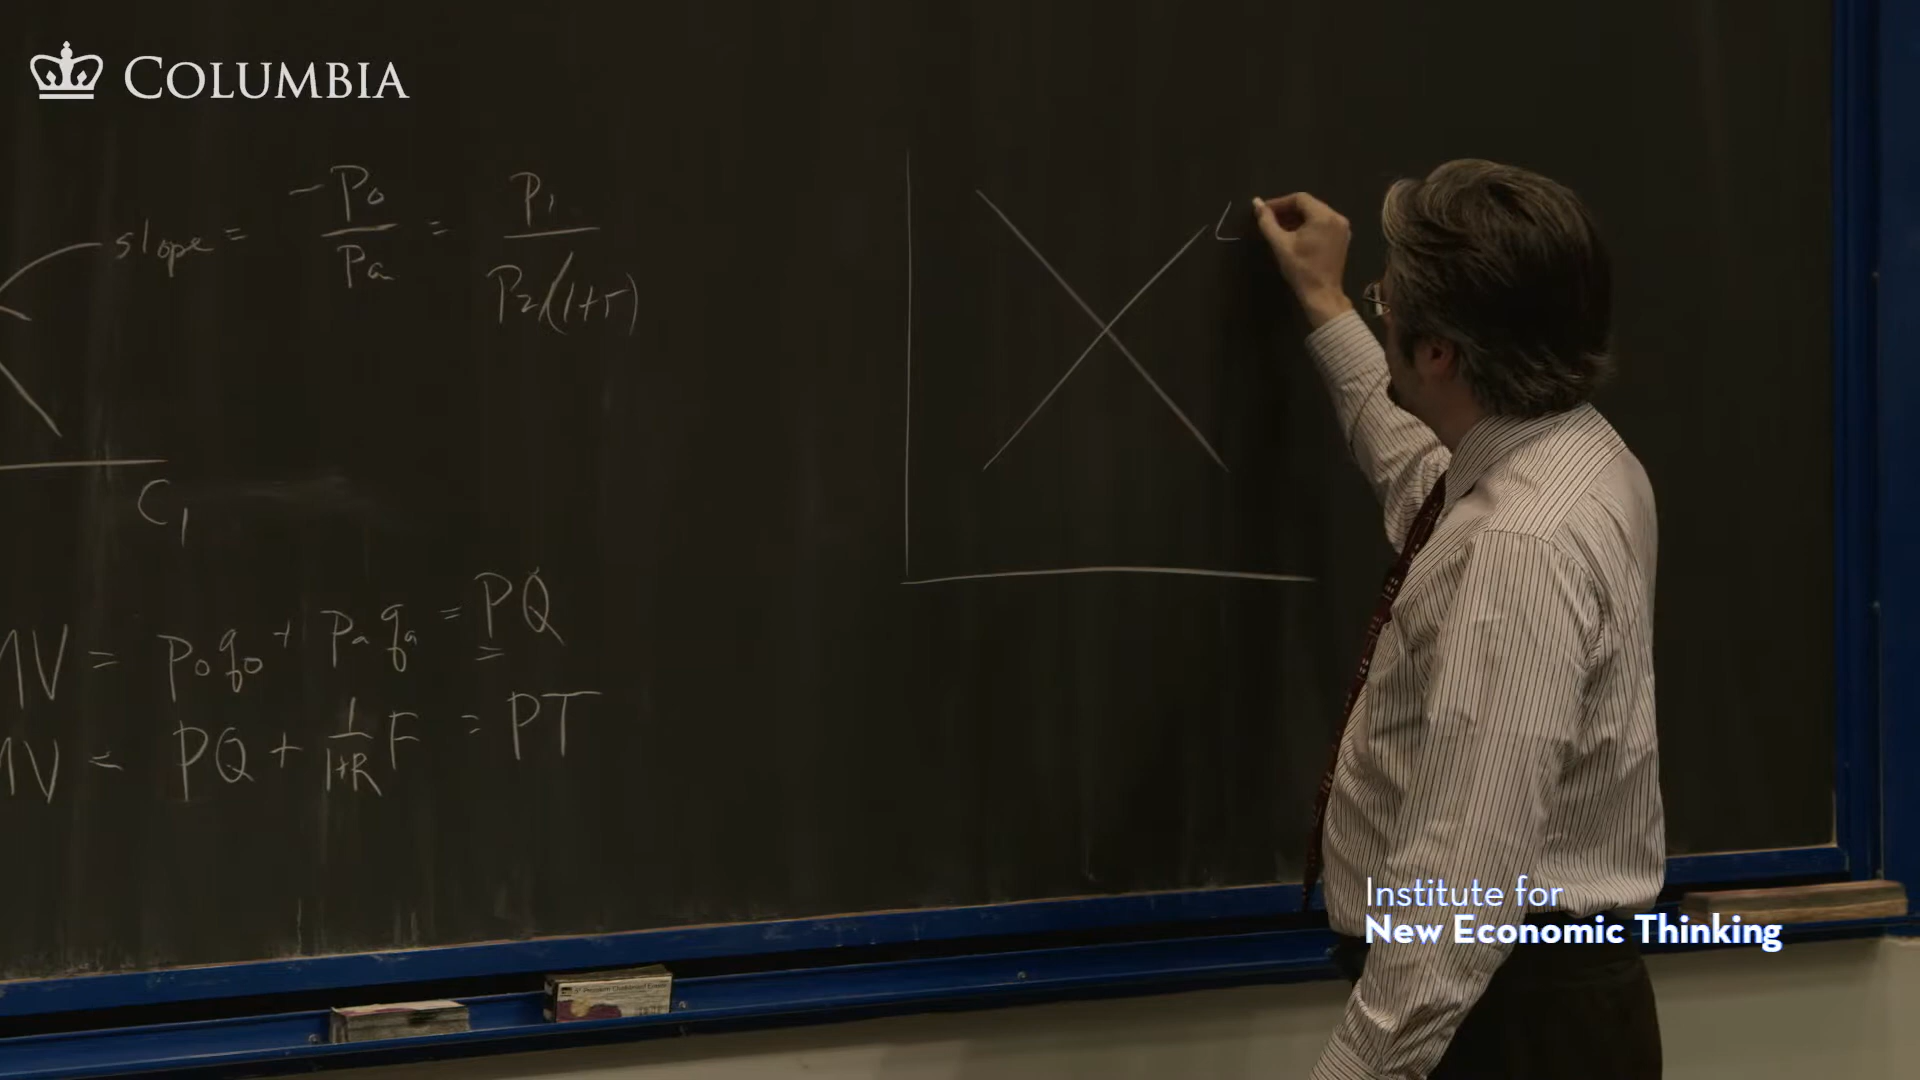 COLUMBIA
slope = -P₀/Pₐ = P₁/P₂/(1+r)
L
C₁
MV = P₀q₀ + Pₐqₐ = PQ
MV = PQ + 1/(1+R) F = PT
Institute for
New Economic Thinking